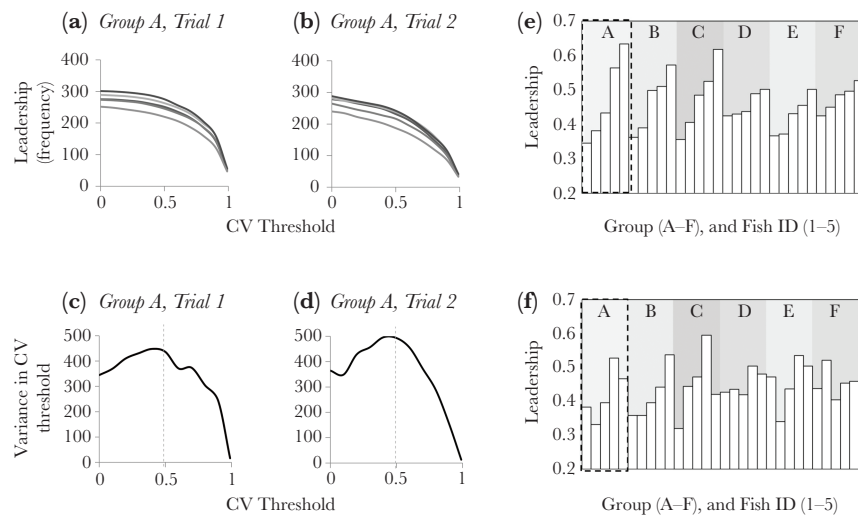 (a) Group A, Trial 1
Leadership
(frequency)
400
300
200
100
0
0
0.5
1
CV Threshold
(b) Group A, Trial 2
400
300
200
100
0
0
0.5
1
(e)
Leadership
0.7
0.6
0.5
0.4
0.3
0.2
A B C D E F
Group (A–F), and Fish ID (1–5)
(c) Group A, Trial 1
Variance in CV
threshold
500
400
300
200
100
0
0
0.5
1
CV Threshold
(d) Group A, Trial 2
500
400
300
200
100
0
0
0.5
1
(f)
Leadership
0.7
0.6
0.5
0.4
0.3
0.2
A B C D E F
Group (A–F), and Fish ID (1–5)